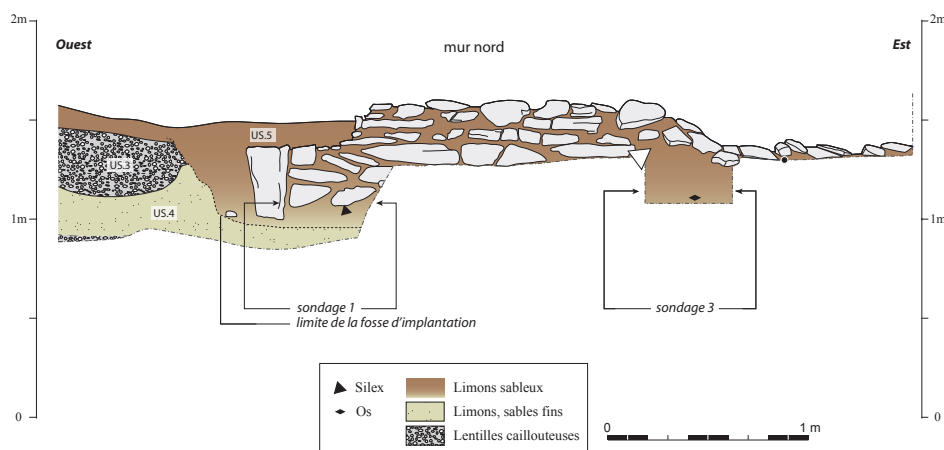 2m
2m
Ouest
mur nord
Est
US.5
US.3
US.4
1m
1m
sondage 1
sondage 3
limite de la fosse d'implantation
Silex
Limons sableux
Os
Limons, sables fins
Lentilles caillouteuses
0
0
0
1 m